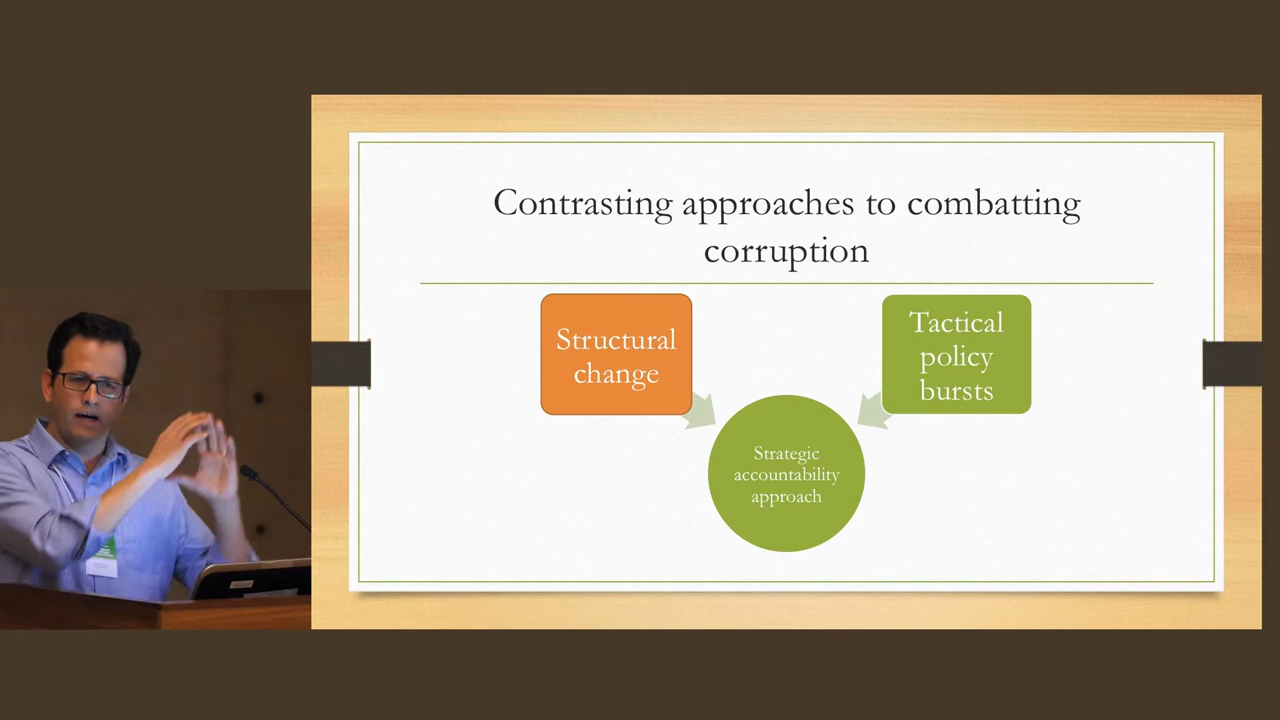 Contrasting approaches to combatting
corruption
Structural
change
Tactical
policy
bursts
Strategic
accountability
approach